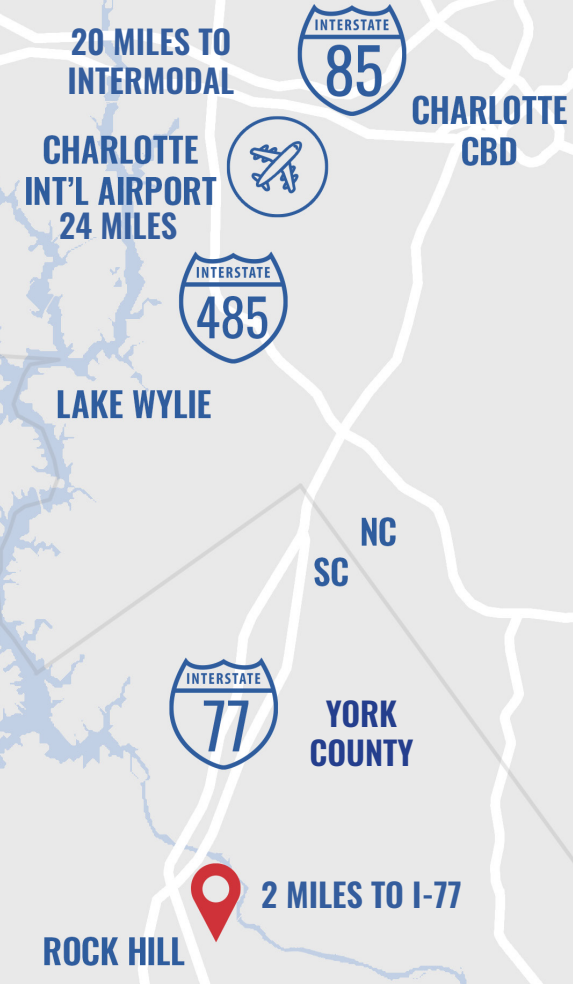 20 MILES TO
INTERMODAL
INTERSTATE
85
CHARLOTTE
CBD
CHARLOTTE
INT'L AIRPORT
24 MILES
INTERSTATE
485
LAKE WYLIE
NC
SC
INTERSTATE
77
YORK
COUNTY
2 MILES TO I-77
ROCK HILL